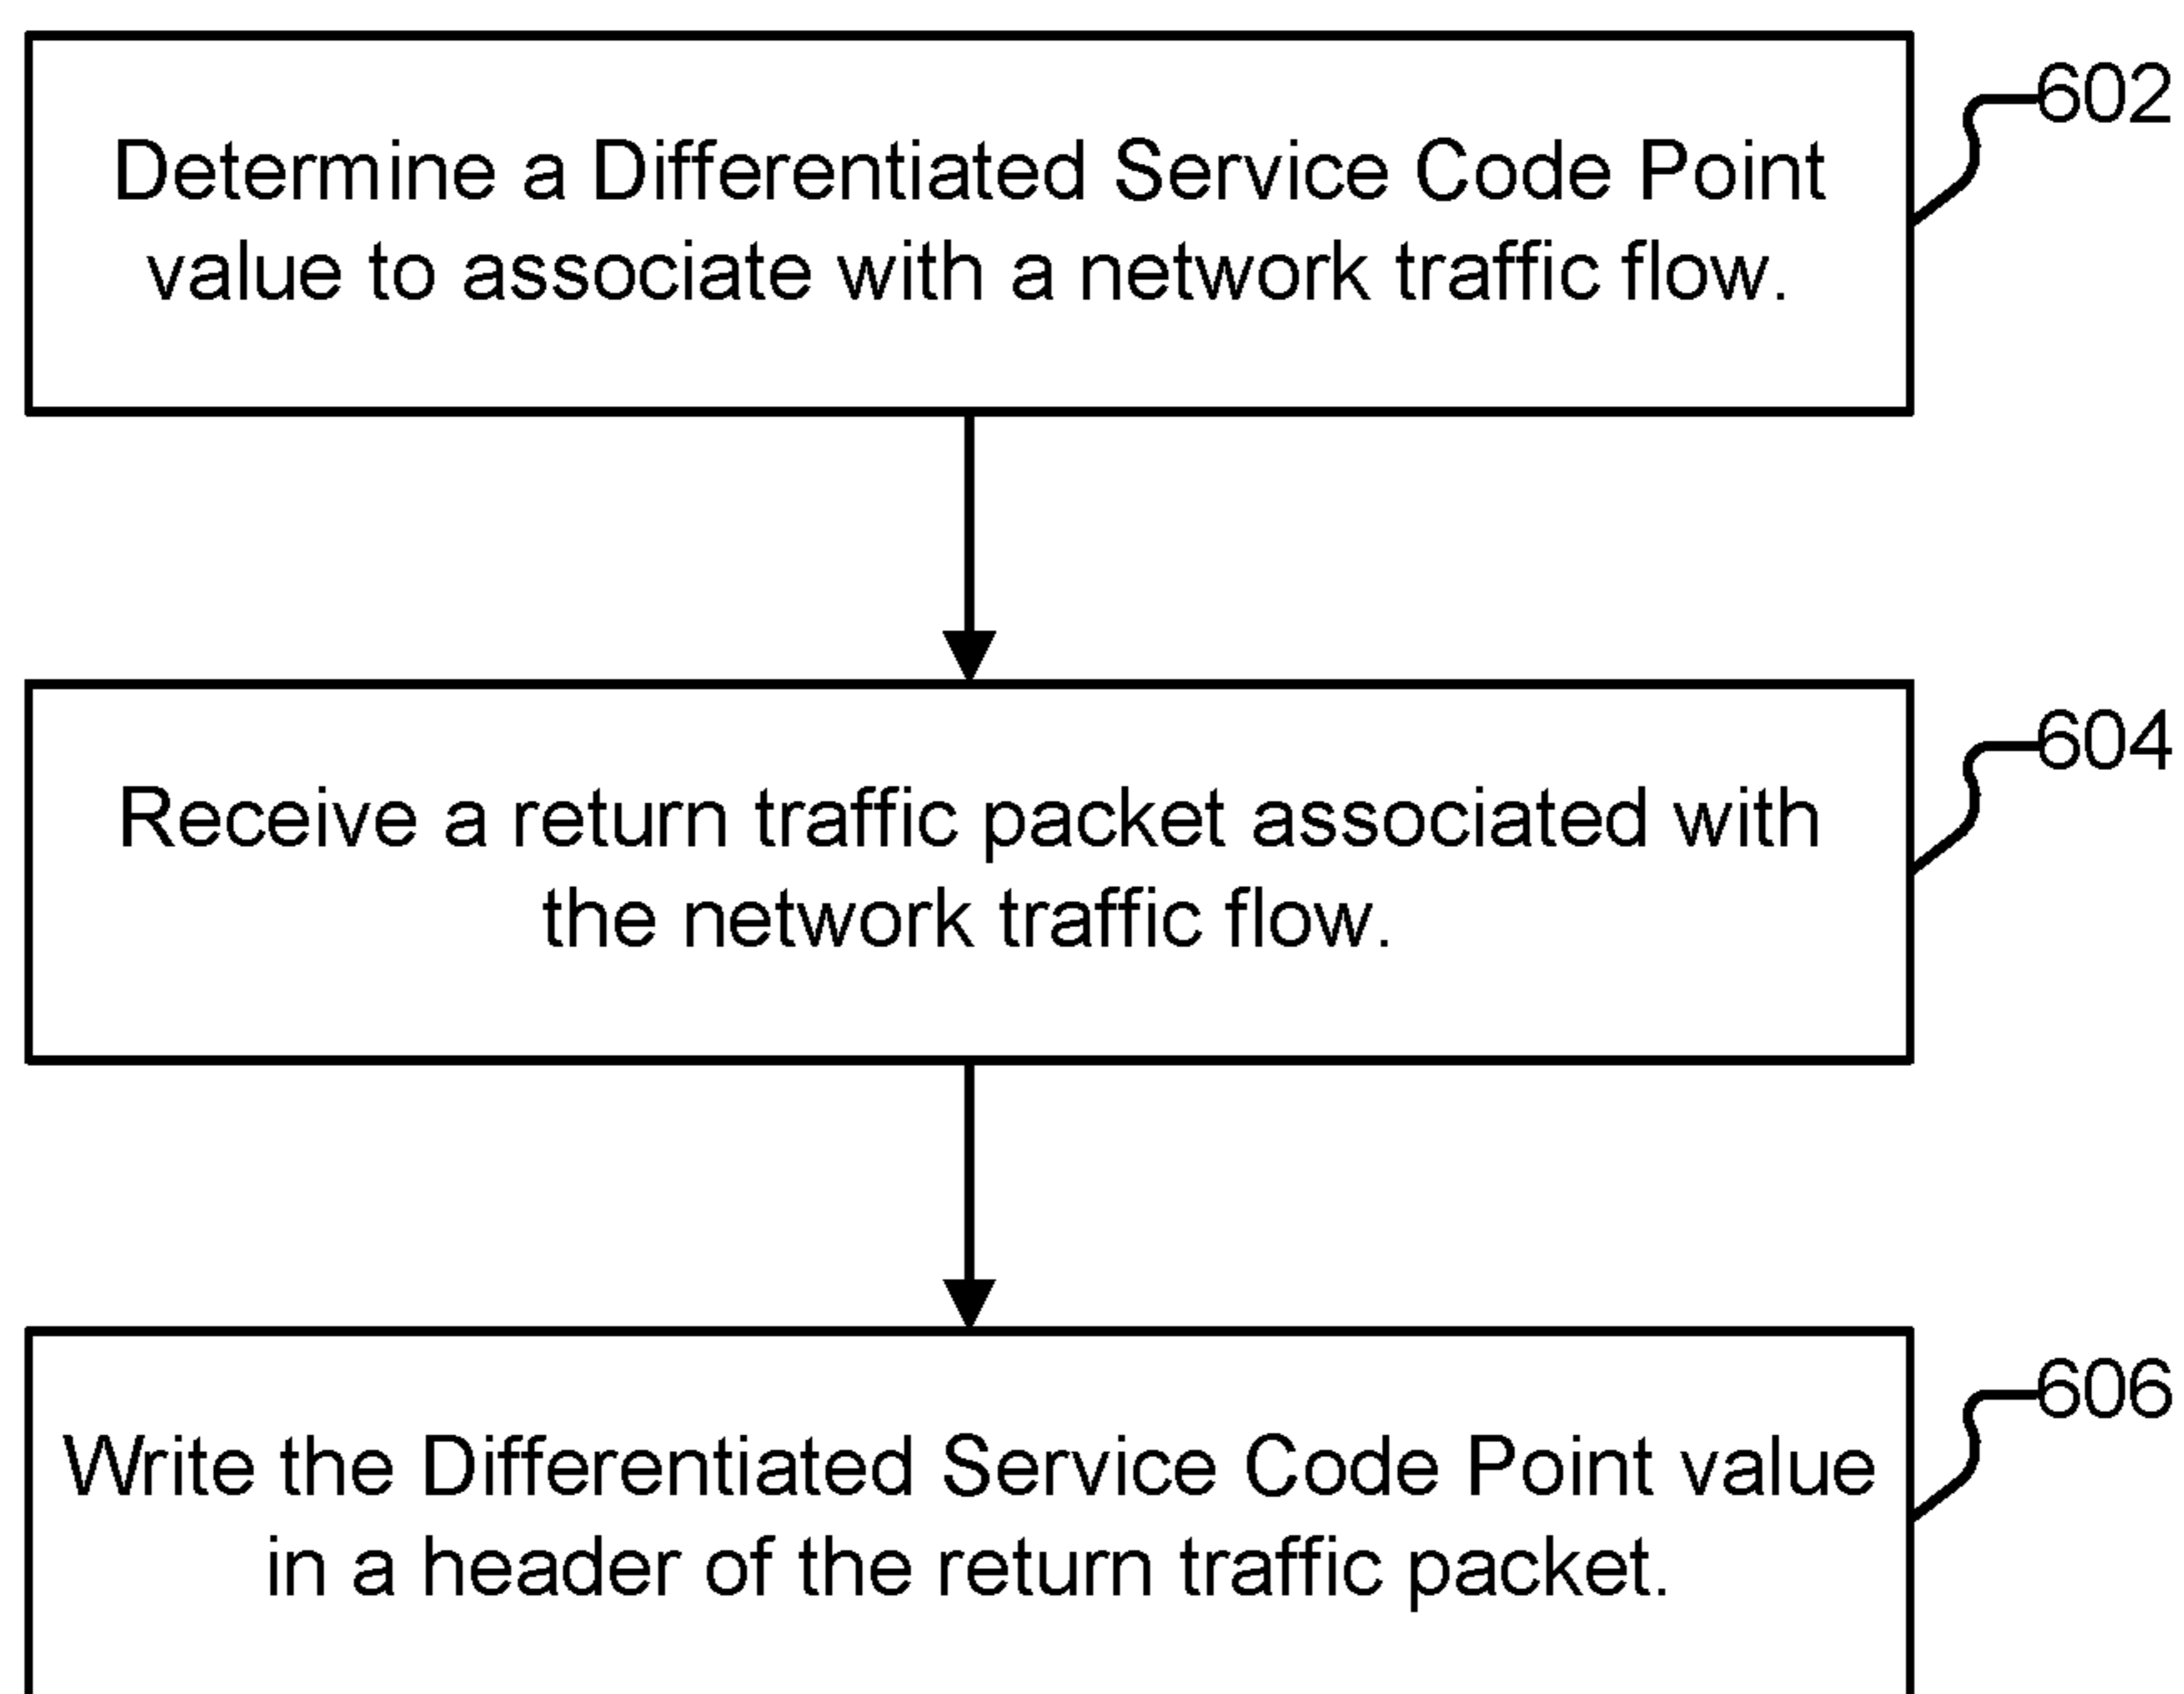 602
Determine a Differentiated Service Code Point
value to associate with a network traffic flow.
604
Receive a return traffic packet associated with
the network traffic flow.
606
Write the Differentiated Service Code Point value
in a header of the return traffic packet.